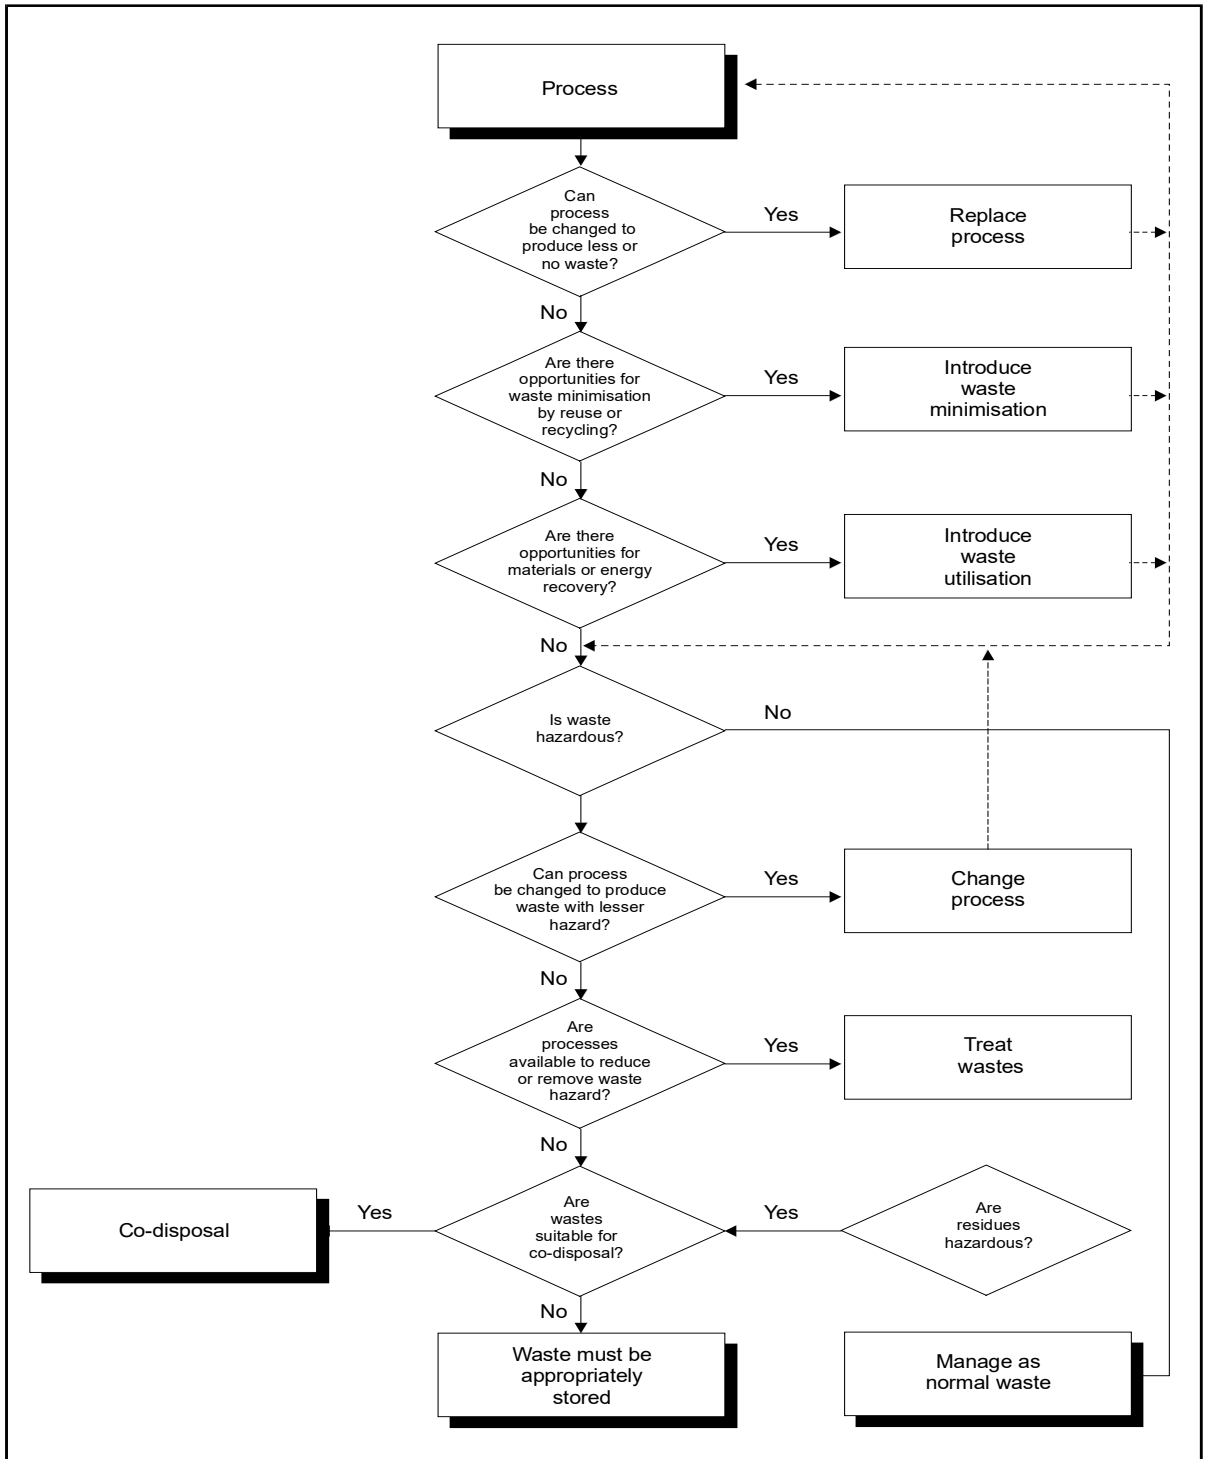 Process
Can
process
be changed to
produce less or
no waste?
Yes
Replace
process
No
Are there
opportunities for
waste minimisation
by reuse or
recycling?
Yes
Introduce
waste
minimisation
No
Are there
opportunities for
materials or energy
recovery?
Yes
Introduce
waste
utilisation
No
Is waste
hazardous?
No
Can process
be changed to produce
waste with lesser
hazard?
Yes
Change
process
No
Are
processes
available to reduce
or remove waste
hazard?
Yes
Treat
wastes
No
Co-disposal
Yes
Are
wastes
suitable for
co-disposal?
Yes
Are
residues
hazardous?
No
Waste must be
appropriately
stored
Manage as
normal waste